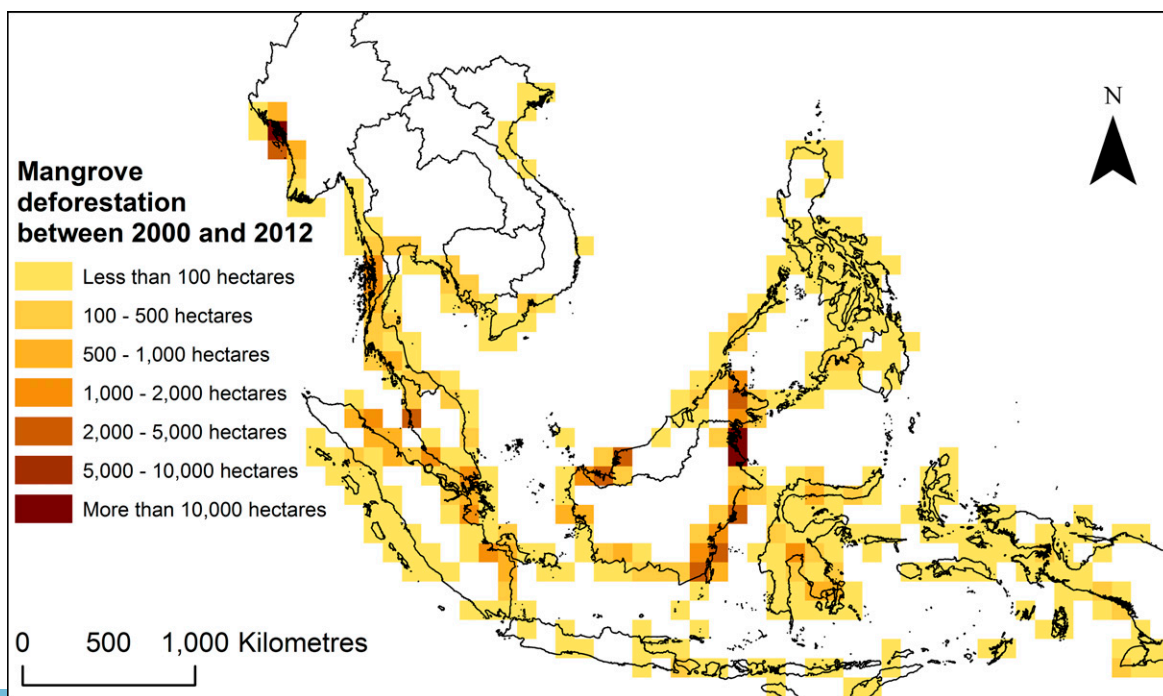 N
Mangrove
deforestation
between 2000 and 2012
Less than 100 hectares
100 - 500 hectares
500 - 1,000 hectares
1,000 - 2,000 hectares
2,000 - 5,000 hectares
5,000 - 10,000 hectares
More than 10,000 hectares
0 500 1,000 Kilometres